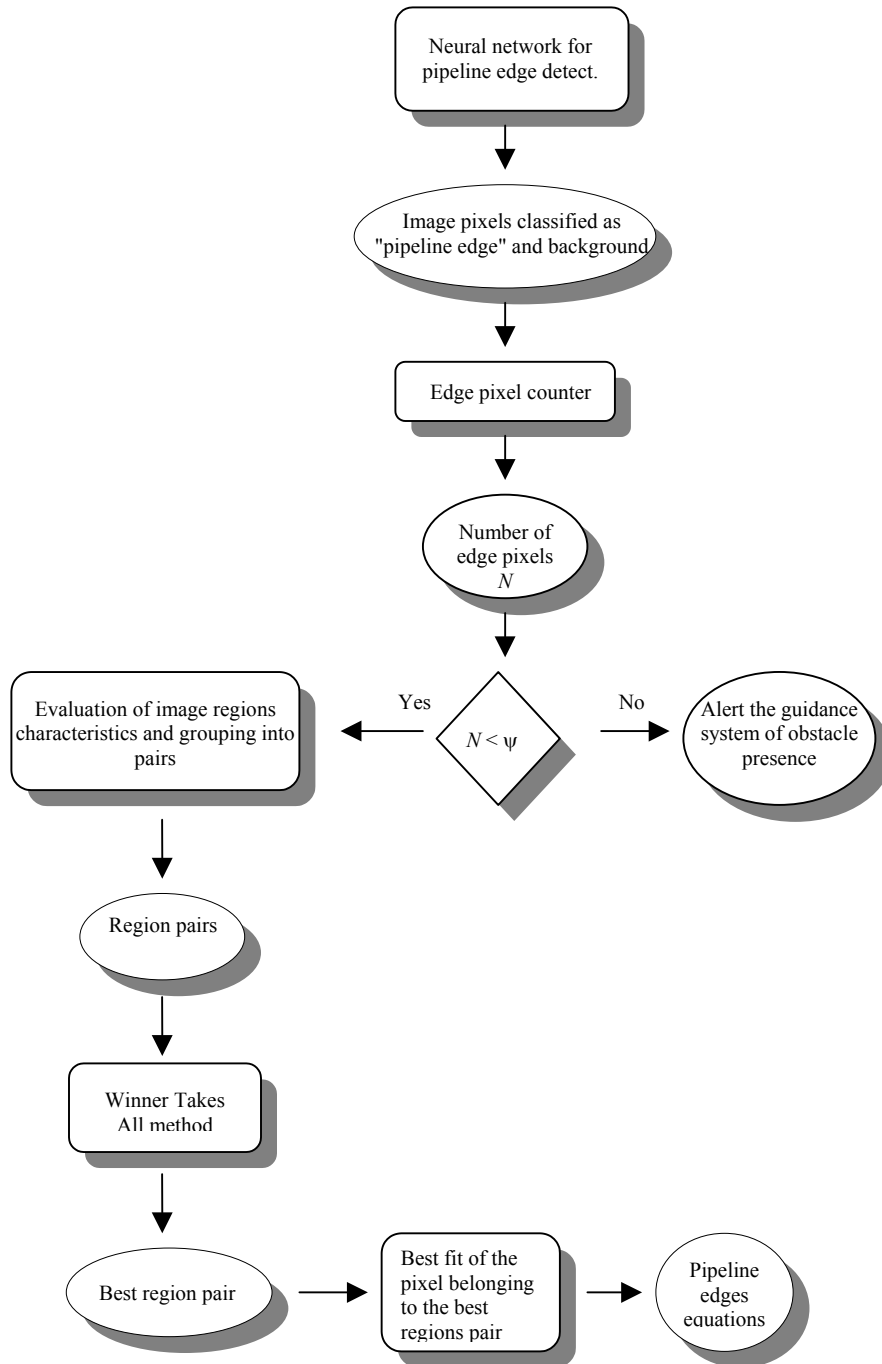 Neural network for
pipeline edge detect.
Image pixels classified as
"pipeline edge" and background
Edge pixel counter
Number of
edge pixels
N
Yes
No
N < ψ
Evaluation of image regions
characteristics and grouping into
pairs
Alert the guidance
system of obstacle
presence
Region pairs
Winner Takes
All method
Best region pair
Best fit of the
pixel belonging
to the best
regions pair
Pipeline
edges
equations